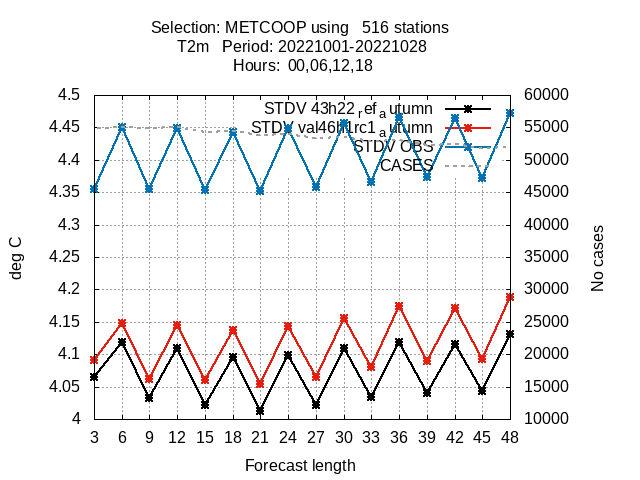 Selection: METCOOP using 516 stations
T2m Period: 20221001-20221028
Hours: 00,06,12,18
4.5
4.45
4.4
4.35
4.3
4.25
4.2
4.15
4.1
4.05
4
deg C
STDV 43h22ref autumn
STDV val46h1rc1autumn
STDV OBS
CASES
60000
55000
50000
45000
40000
35000
30000
25000
20000
15000
10000
No cases
3 6 9 12 15 18 21 24 27 30 33 36 39 42 45 48
Forecast length